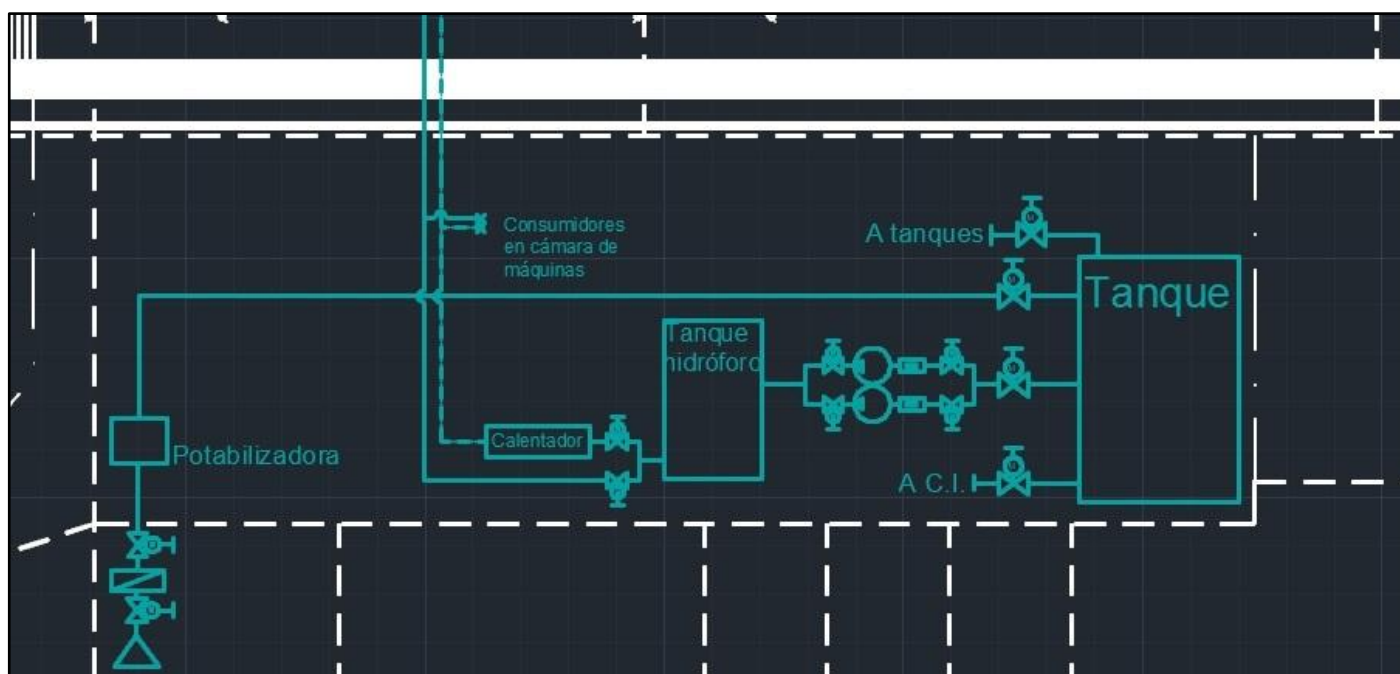 Consumidores
en cámara de
máquinas
A tanques
Tanque
Tanque
hidróforo
Calentador
Potabilizadora
A C.I.